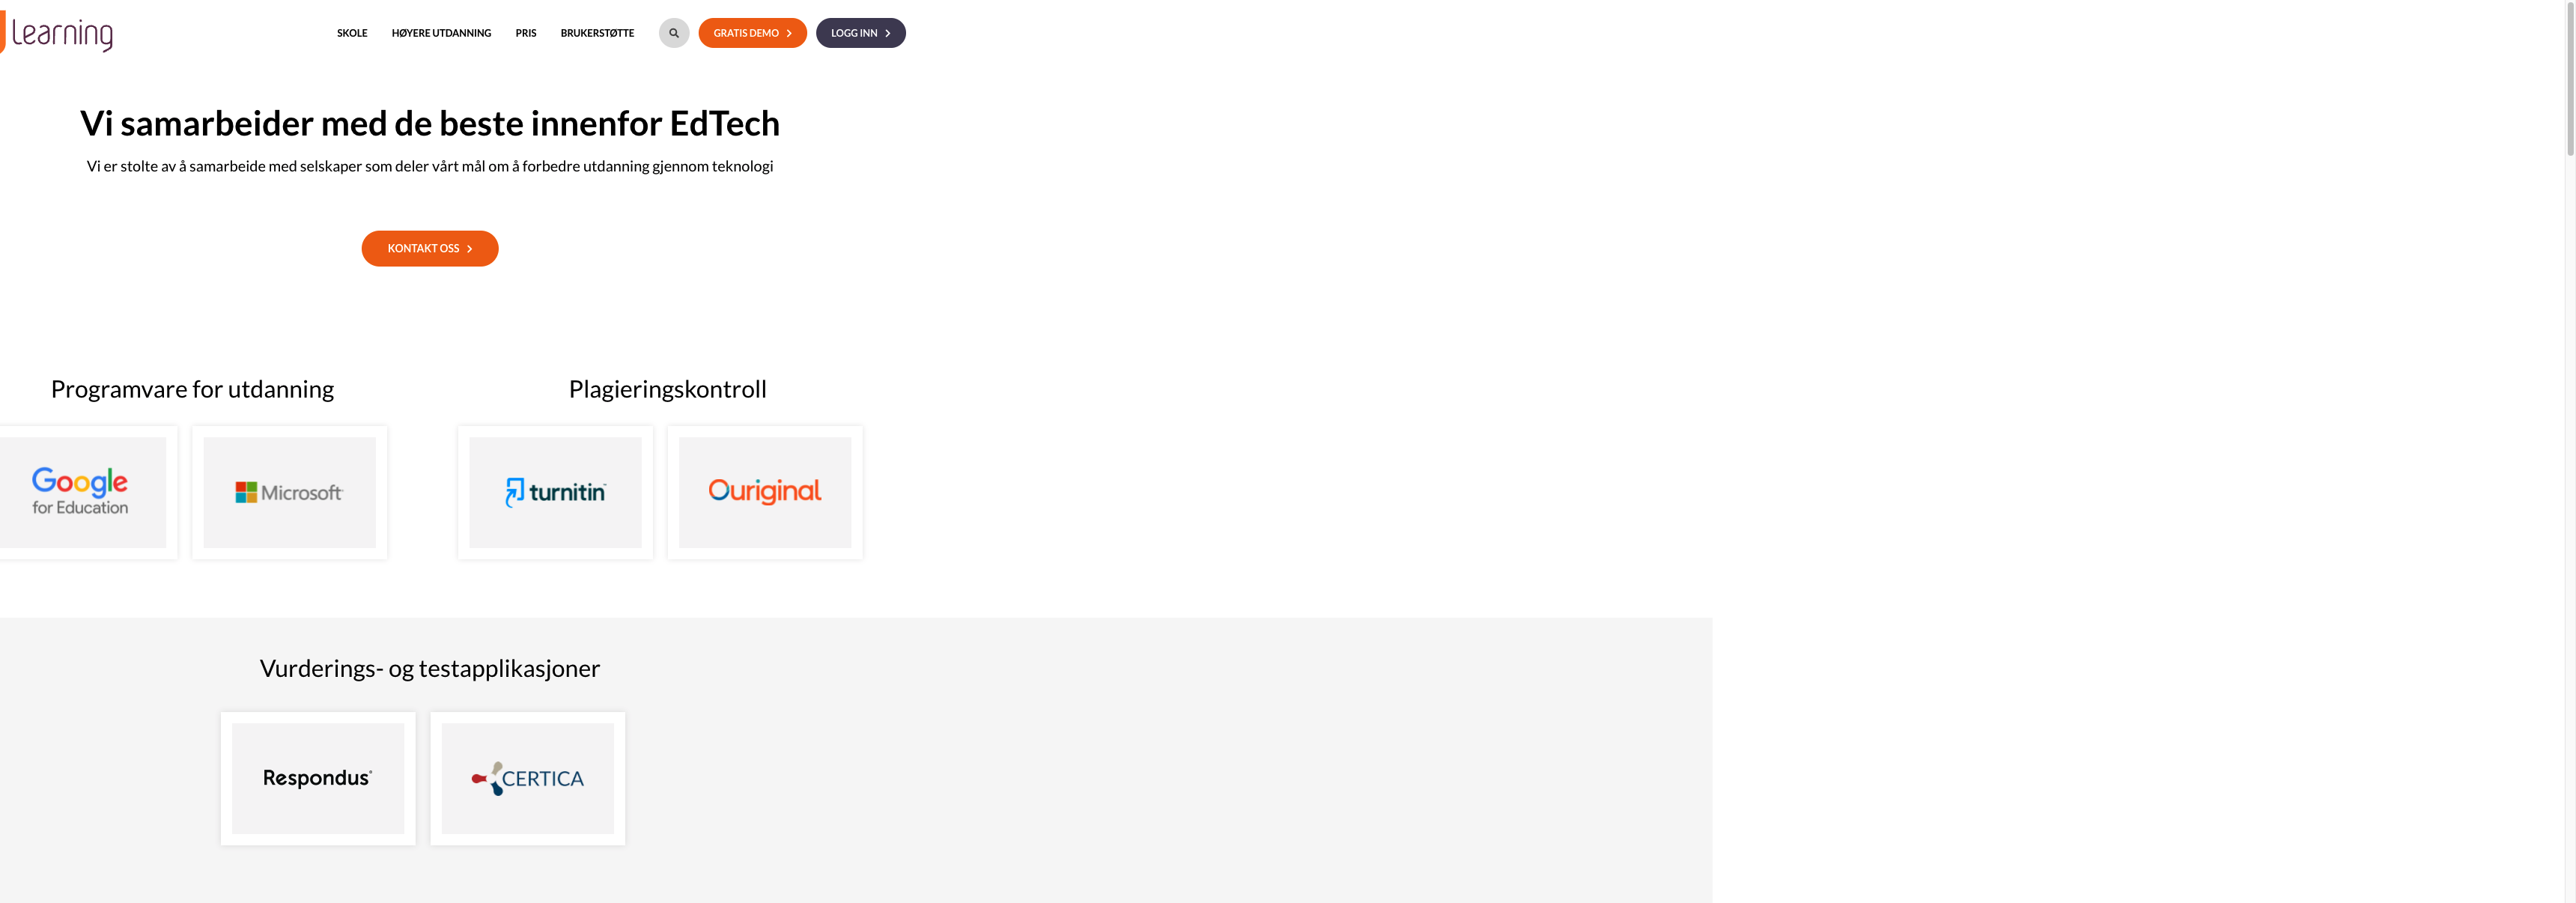 learning
SKOLE HØYERE UTDANNING PRIS BRUKERSTØTTE GRATIS DEMO LOGG INN
Vi samarbeider med de beste innenfor EdTech
Vi er stolte av å samarbeide med selskaper som deler vårt mål om å forbedre utdanning gjennom teknologi
KONTAKT OSS
Programvare for utdanning
Plagieringskontroll
Google
for Education
Microsoft
turnitin
Ouriginal
Vurderings- og testapplikasjoner
Respondus
CERTICA